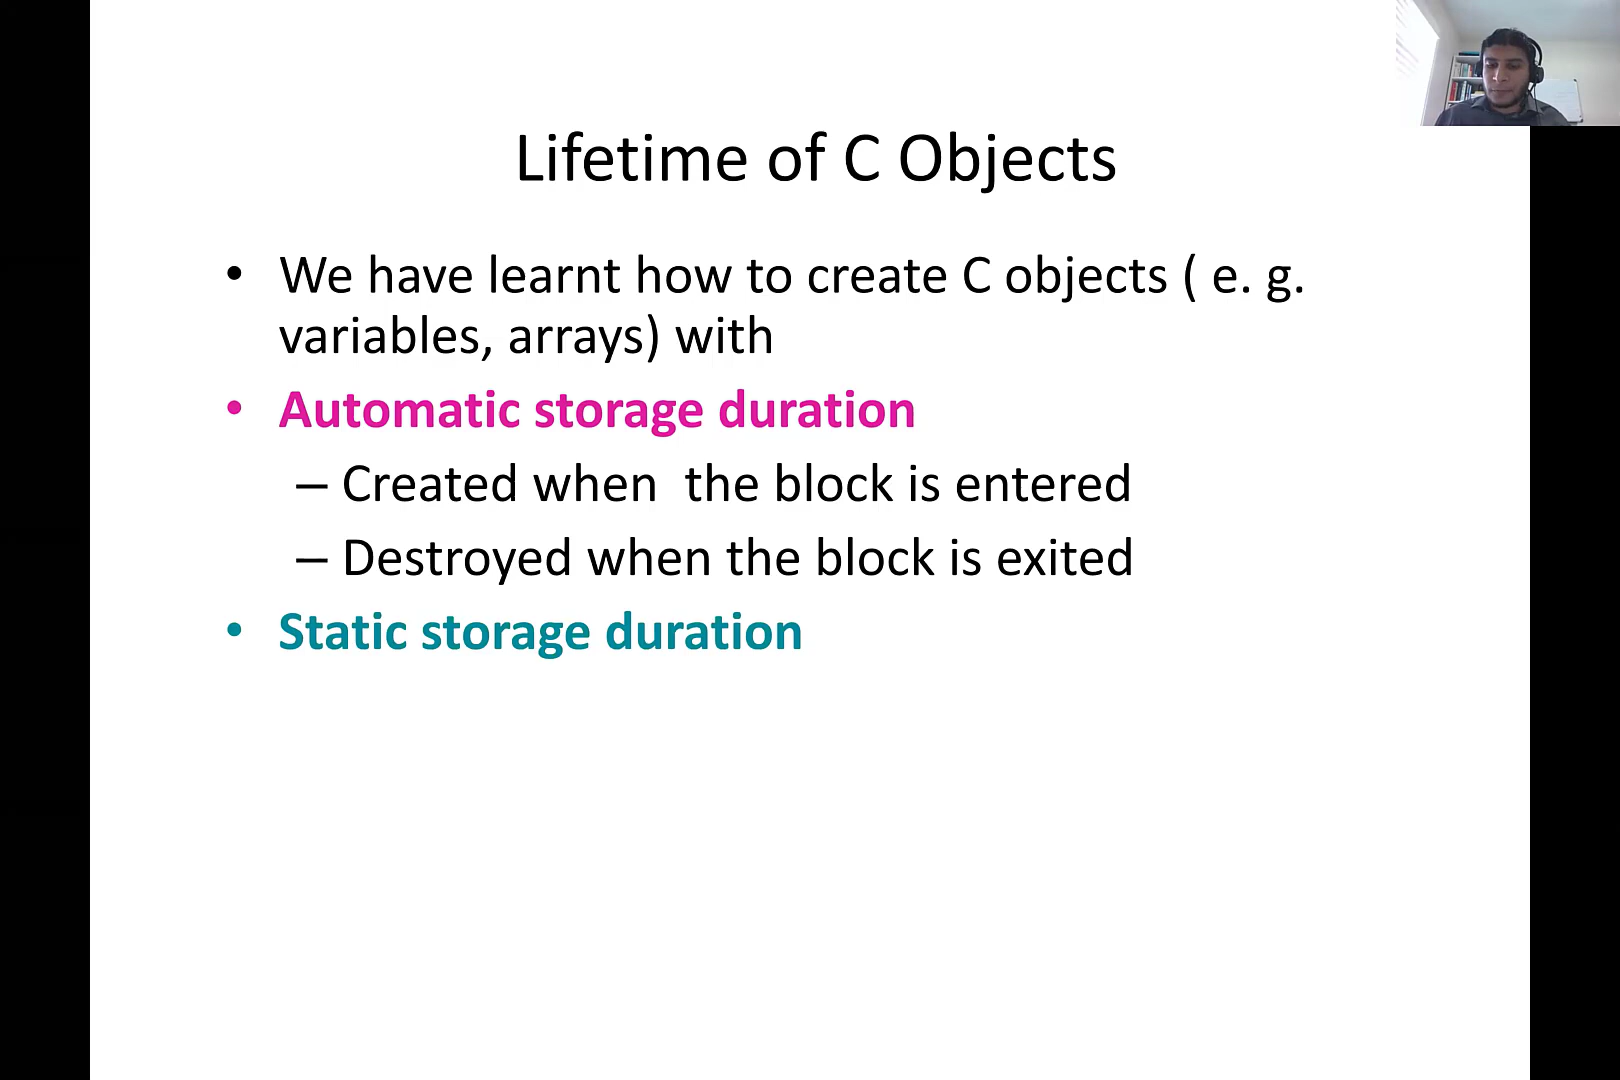 Lifetime of C Objects
• We have learnt how to create C objects ( e. g.
variables, arrays) with
• Automatic storage duration
– Created when  the block is entered
– Destroyed when the block is exited
• Static storage duration